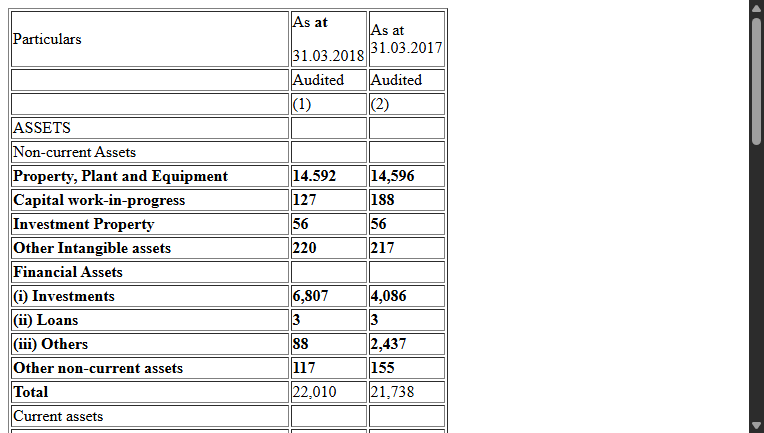 Particulars As at 31.03.2018 As at 31.03.2017
Audited Audited
(1) (2)
ASSETS
Non-current Assets
Property, Plant and Equipment 14.592 14,596
Capital work-in-progress 127 188
Investment Property 56 56
Other Intangible assets 220 217
Financial Assets
(i) Investments 6,807 4,086
(ii) Loans 3 3
(iii) Others 88 2,437
Other non-current assets 117 155
Total 22,010 21,738
Current assets